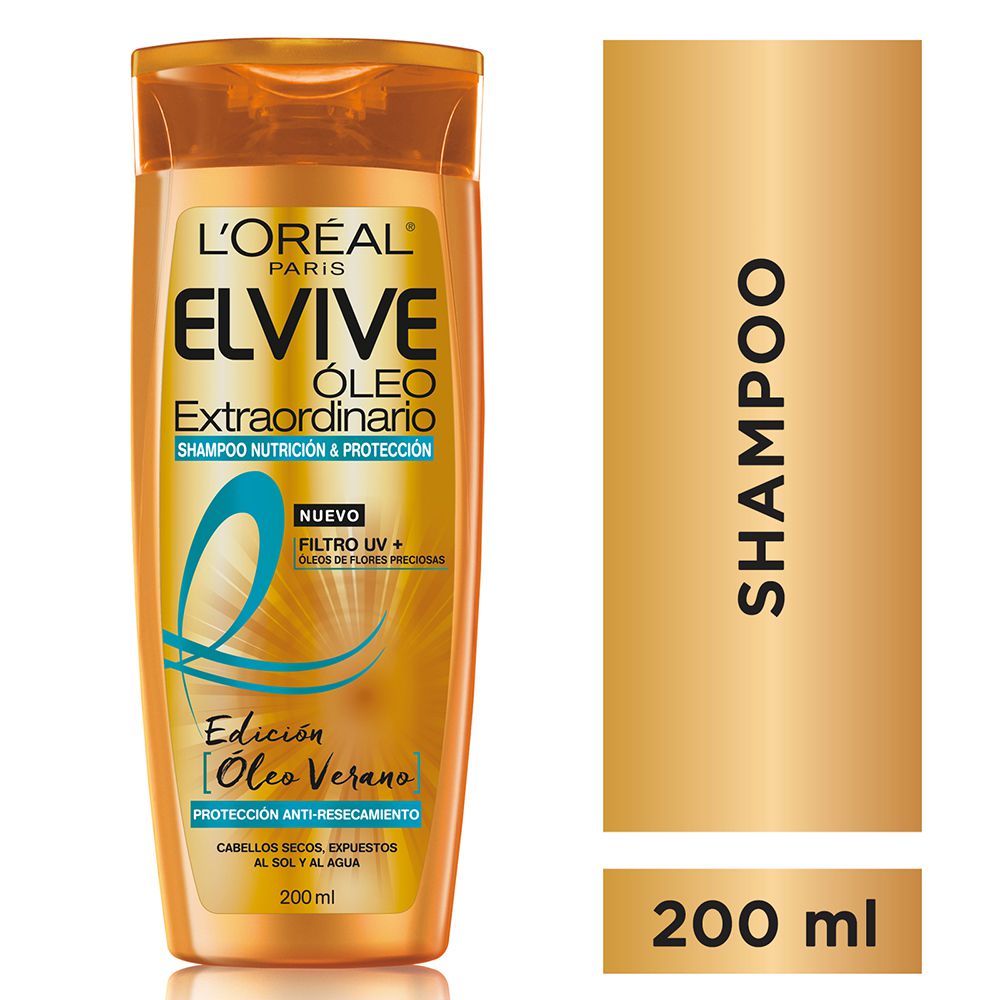 L'ORÉAL®
PARiS
ELVIVE
ÓLEO
Extraordinario
SHAMPOO NUTRICIÓN & PROTECCIÓN
NUEVO
FILTRO UV +
ÓLEOS DE FLORES PRECIOSAS
Edición
[Óleo Verano]
PROTECCIÓN ANTI-RESECAMIENTO
CABELLOS SECOS, EXPUESTOS
AL SOL Y AL AGUA
200 ml
SHAMPOO
200 ml